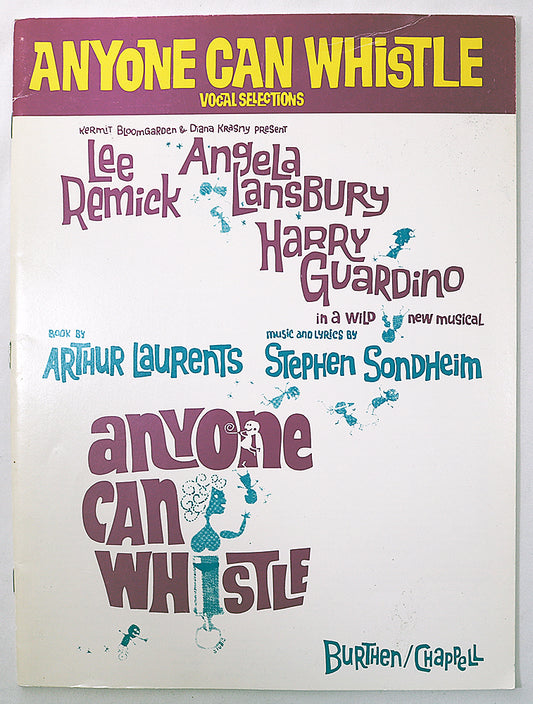 ANYONE CAN WHISTLE
VOCAL SELECTIONS
KERMIT BLOOMGARDEN & DIANA KRASNY PRESENT
Lee Remick
Angela Lansbury
Harry Guardino
in a wild new musical
BOOK BY
ARTHUR LAURENTS
MUSIC AND LYRICS BY
STEPHEN SONDHEIM
anyone
CAN
WHISTLE
BURTHEN/CHAPPELL